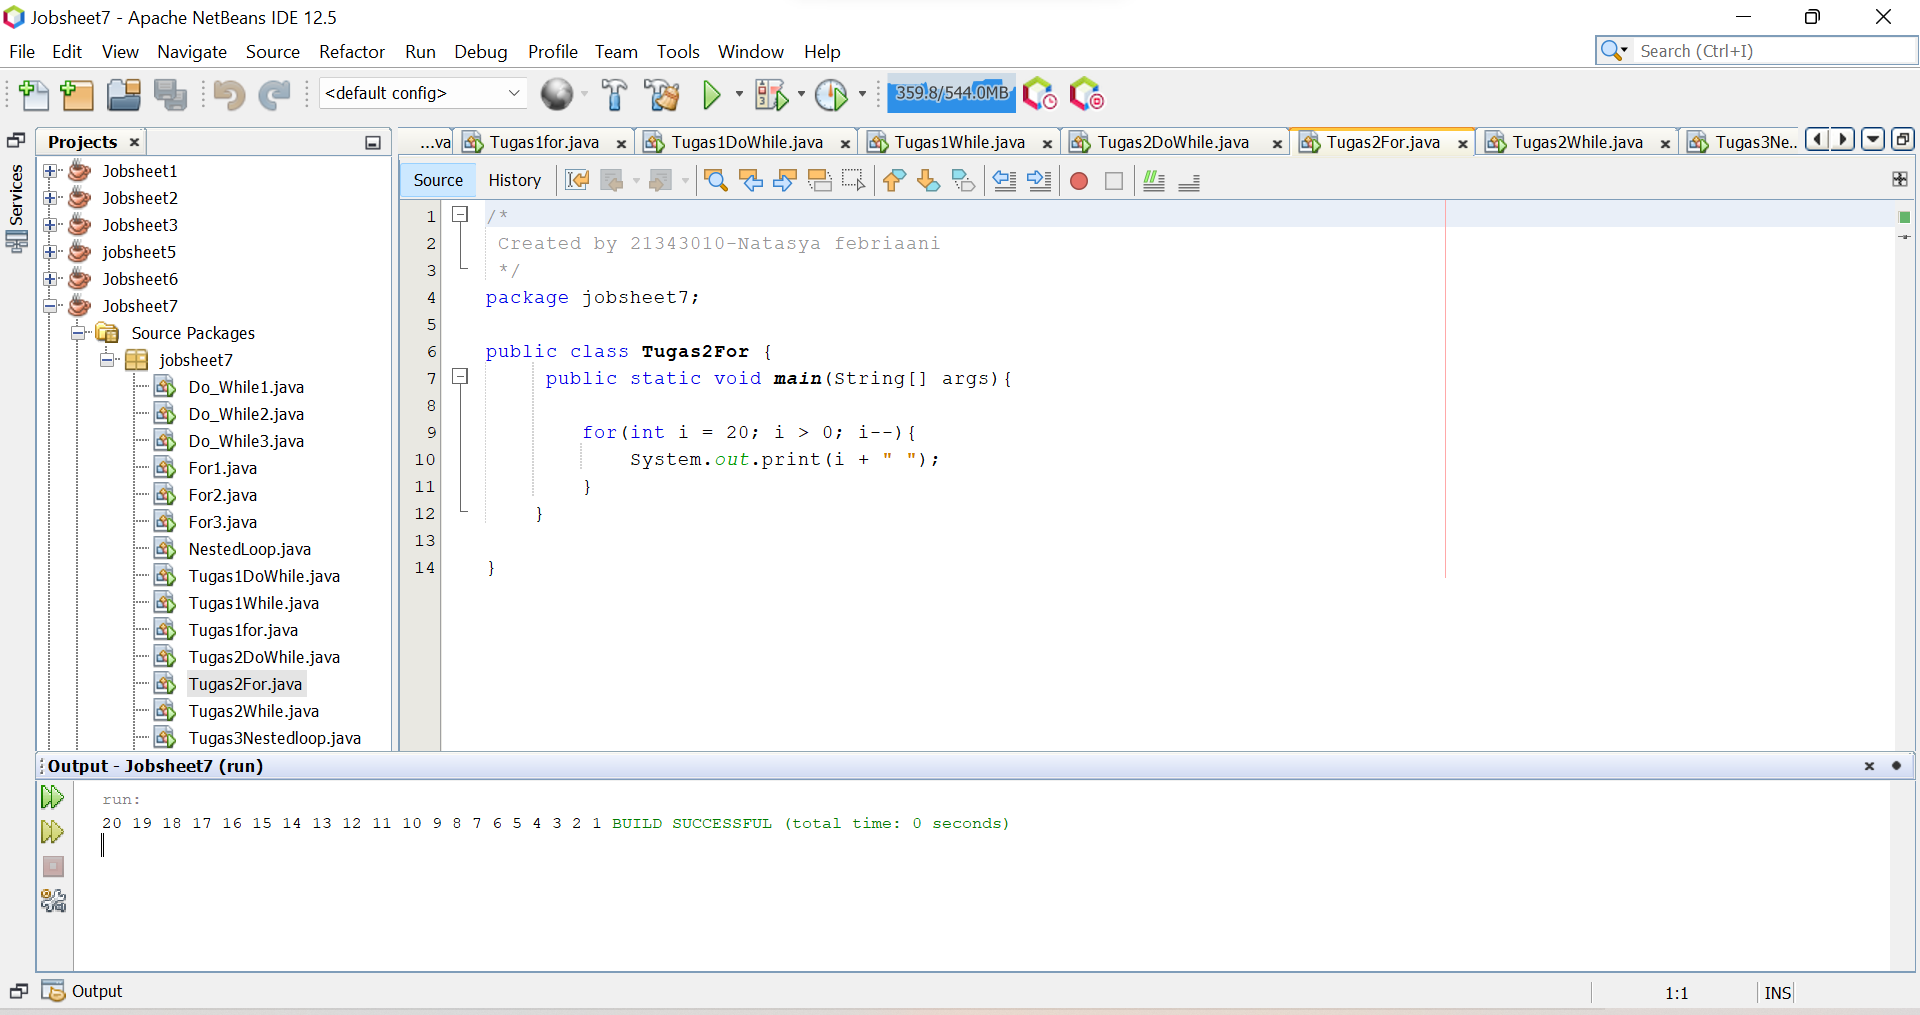 Jobsheet7 - Apache NetBeans IDE 12.5
File Edit View Navigate Source Refactor Run Debug Profile Team Tools Window Help
Search (Ctrl+I)
<default config>
359.8/544.0MB
Services
Projects
Jobsheet1
Jobsheet2
Jobsheet3
jobsheet5
Jobsheet6
Jobsheet7
Source Packages
jobsheet7
Do_While1.java
Do_While2.java
Do_While3.java
For1.java
For2.java
For3.java
NestedLoop.java
Tugas1DoWhile.java
Tugas1While.java
Tugas1for.java
Tugas2DoWhile.java
Tugas2For.java
Tugas2While.java
Tugas3Nestedloop.java
...va Tugas1for.java Tugas1DoWhile.java Tugas1While.java Tugas2DoWhile.java Tugas2For.java Tugas2While.java Tugas3Ne..
Source History
1 /*
2 Created by 21343010-Natasya febriaani
3 */
4 package jobsheet7;
5
6 public class Tugas2For {
7 public static void main(String[] args){
8
9 for(int i = 20; i > 0; i--){
10 System.out.print(i + " ");
11 }
12 }
13
14 }
Output - Jobsheet7 (run)
run:
20 19 18 17 16 15 14 13 12 11 10 9 8 7 6 5 4 3 2 1 BUILD SUCCESSFUL (total time: 0 seconds)
Output
1:1 INS